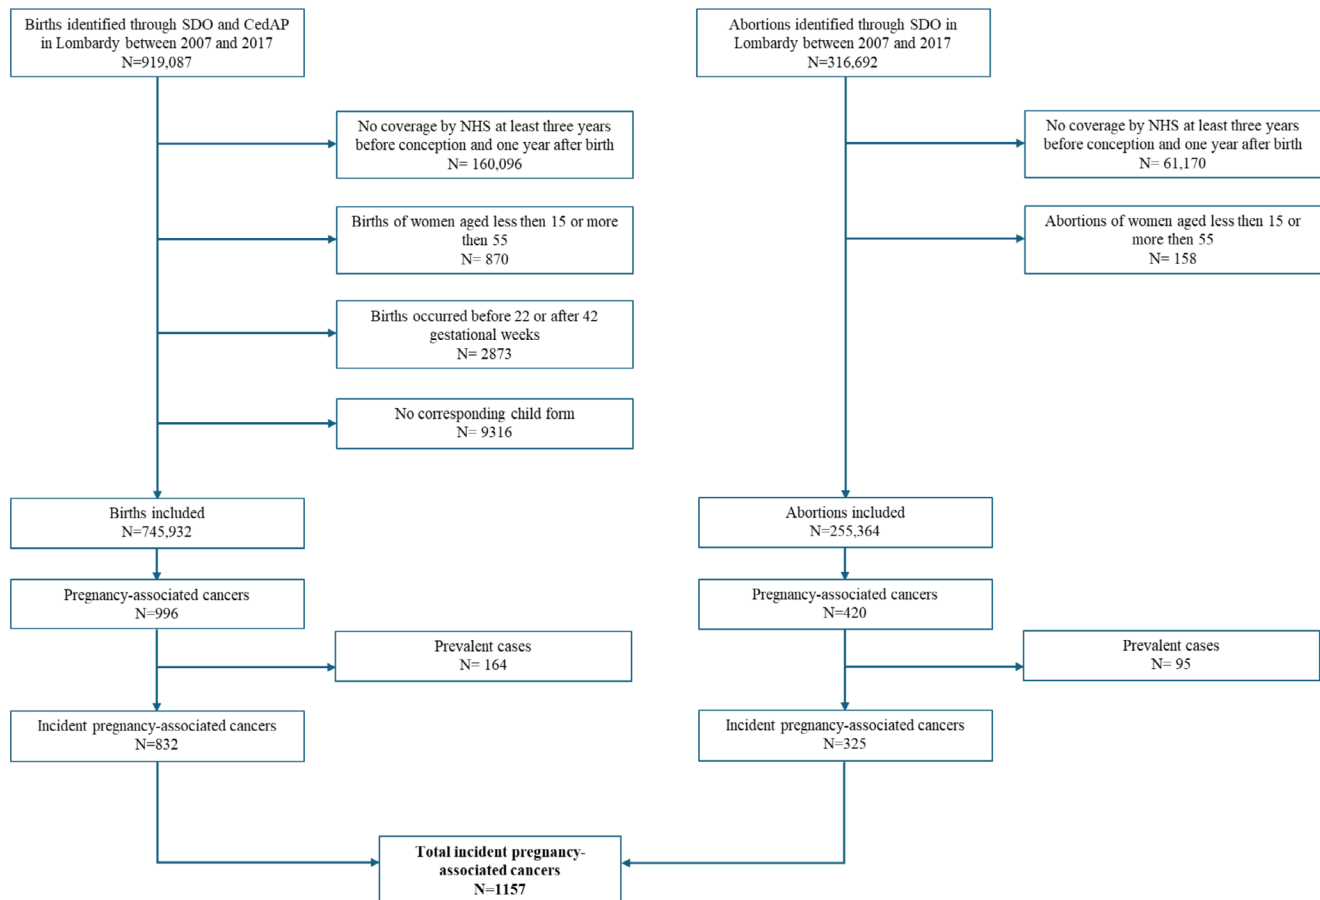 Births identified through SDO and CedAP
in Lombardy between 2007 and 2017
N=919,087
Abortions identified through SDO in
Lombardy between 2007 and 2017
N=316,692
No coverage by NHS at least three years
before conception and one year after birth
N= 160,096
No coverage by NHS at least three years
before conception and one year after birth
N= 61,170
Births of women aged less then 15 or more
then 55
N= 870
Abortions of women aged less then 15 or
more then 55
N= 158
Births occurred before 22 or after 42
gestational weeks
N= 2873
No corresponding child form
N= 9316
Births included
N=745,932
Abortions included
N=255,364
Pregnancy-associated cancers
N=996
Pregnancy-associated cancers
N=420
Prevalent cases
N= 164
Prevalent cases
N= 95
Incident pregnancy-associated cancers
N=832
Incident pregnancy-associated cancers
N=325
Total incident pregnancy-
associated cancers
N=1157